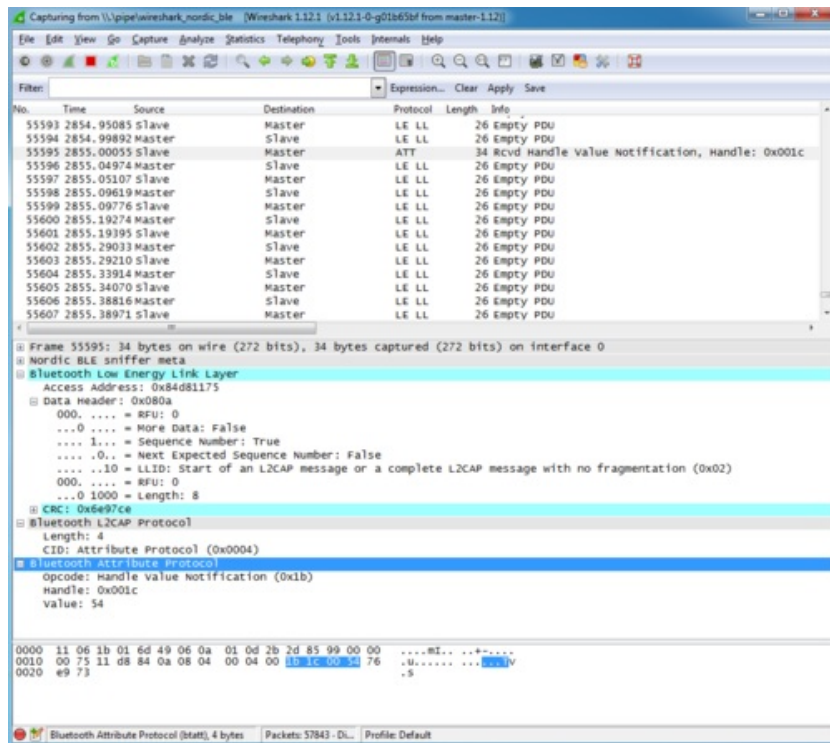 Capturing from \\.\pipe\wireshark_nordic_ble [Wireshark 1.12.1 (v1.12.1-0-g01b65bf from master-1.12)]
File Edit View Go Capture Analyze Statistics Telephony Tools Internals Help
Filter: Expression... Clear Apply Save
No. Time Source Destination Protocol Length Info
55593 2854.95085 Slave Master LE LL 26 Empty PDU
55594 2854.99892 Master Slave LE LL 26 Empty PDU
55595 2855.00055 Slave Master ATT 34 Rcvd Handle Value Notification, Handle: 0x001c
55596 2855.04974 Master Slave LE LL 26 Empty PDU
55597 2855.05107 Slave Master LE LL 26 Empty PDU
55598 2855.09619 Master Slave LE LL 26 Empty PDU
55599 2855.09776 Slave Master LE LL 26 Empty PDU
55600 2855.19274 Master Slave LE LL 26 Empty PDU
55601 2855.19395 Slave Master LE LL 26 Empty PDU
55602 2855.29033 Master Slave LE LL 26 Empty PDU
55603 2855.29210 Slave Master LE LL 26 Empty PDU
55604 2855.33914 Master Slave LE LL 26 Empty PDU
55605 2855.34070 Slave Master LE LL 26 Empty PDU
55606 2855.38816 Master Slave LE LL 26 Empty PDU
55607 2855.38971 Slave Master LE LL 26 Empty PDU
Frame 55595: 34 bytes on wire (272 bits), 34 bytes captured (272 bits) on interface 0
Nordic BLE sniffer meta
Bluetooth Low Energy Link Layer
Access Address: 0x84d81175
Data Header: 0x080a
000. .... = RFU: 0
...0 .... = More Data: False
.... 1... = Sequence Number: True
.... .0.. = Next Expected Sequence Number: False
.... ..10 = LLID: Start of an L2CAP message or a complete L2CAP message with no fragmentation (0x02)
000. .... = RFU: 0
...0 1000 = Length: 8
CRC: 0x6e97ce
Bluetooth L2CAP Protocol
Length: 4
CID: Attribute Protocol (0x0004)
Bluetooth Attribute Protocol
Opcode: Handle Value Notification (0x1b)
Handle: 0x001c
Value: 54
0000 11 06 1b 01 6d 49 06 0a 01 0d 2b 2d 85 99 00 00 ....mI.. ..+-....
0010 00 75 11 d8 84 0a 08 04 00 04 00 1b 1c 00 54 76 .u...... ......Tv
0020 e9 73 .s
Bluetooth Attribute Protocol (btatt), 4 bytes Packets: 57843 · Di... Profile: Default